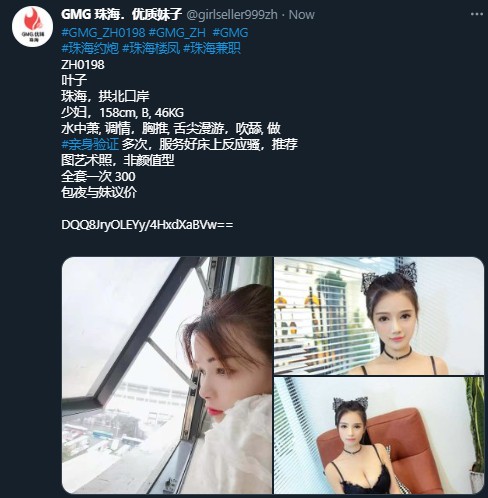 GMG 珠海．优质妹子 @girlseller999zh · Now
#GMG_ZH0198 #GMG_ZH #GMG
#珠海约炮 #珠海楼凤 #珠海兼职
ZH0198
叶子
珠海，拱北口岸
少妇，158cm, B, 46KG
水中萧, 调情，胸推, 舌尖漫游，吹舔, 做
#亲身验证 多次，服务好床上反应骚，推荐
图艺术照，非颜值型
全套一次 300
包夜与妹议价
DQQ8JryOLEYy/4HxdXaBVw==